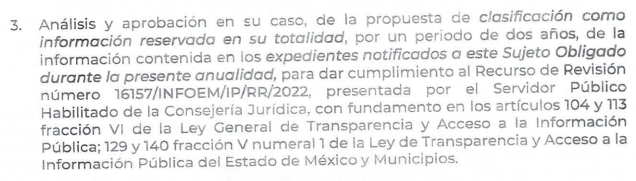 3. Análisis y aprobación en su caso, de la propuesta de clasificación como
información reservada en su totalidad, por un periodo de dos años, de la
información contenida en los expedientes notificados a este Sujeto Obligado
durante la presente anualidad, para dar cumplimiento al Recurso de Revisión
número 16157/INFOEM/IP/RR/2022, presentada por el Servidor Público
Habilitado de la Consejería Jurídica, con fundamento en los artículos 104 y 113
fracción VI de la Ley General de Transparencia y Acceso a la Información
Pública; 129 y 140 fracción V numeral 1 de la Ley de Transparencia y Acceso a la
Información Pública del Estado de México y Municipios.